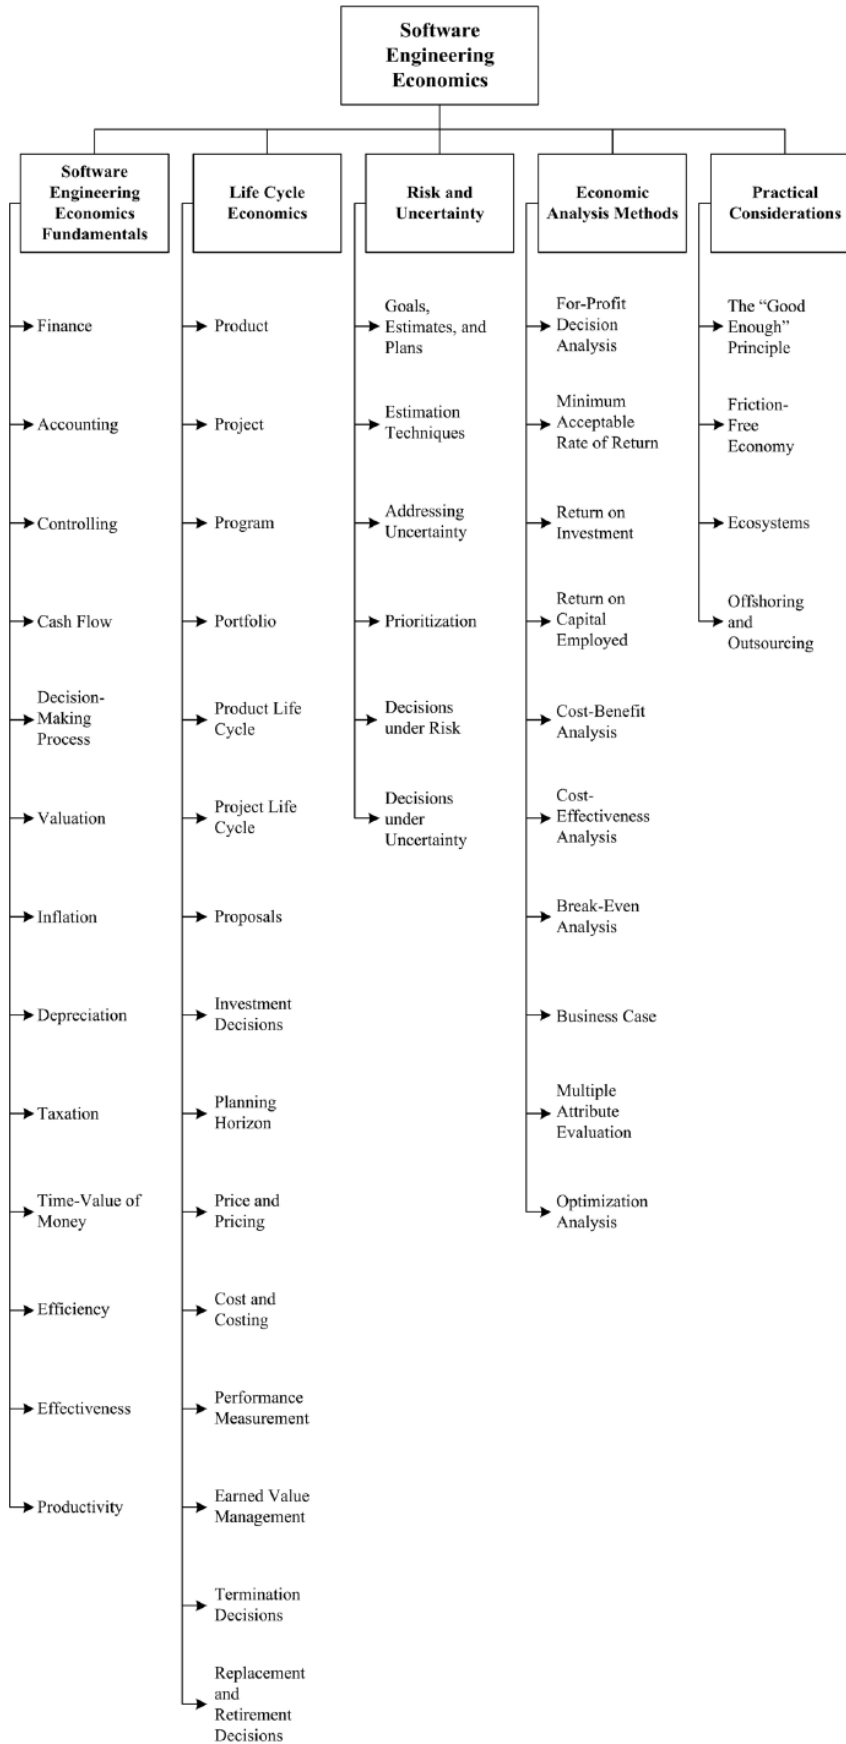 Software
Engineering
Economics
Software
Engineering
Economics
Fundamentals
Finance
Accounting
Controlling
Cash Flow
Decision-
Making
Process
Valuation
Inflation
Depreciation
Taxation
Time-Value of
Money
Efficiency
Effectiveness
Productivity
Life Cycle
Economics
Product
Project
Program
Portfolio
Product Life
Cycle
Project Life
Cycle
Proposals
Investment
Decisions
Planning
Horizon
Price and
Pricing
Cost and
Costing
Performance
Measurement
Earned Value
Management
Termination
Decisions
Replacement
and
Retirement
Decisions
Risk and
Uncertainty
Goals,
Estimates, and
Plans
Estimation
Techniques
Addressing
Uncertainty
Prioritization
Decisions
under Risk
Decisions
under
Uncertainty
Economic
Analysis Methods
For-Profit
Decision
Analysis
Minimum
Acceptable
Rate of Return
Return on
Investment
Return on
Capital
Employed
Cost-Benefit
Analysis
Cost-
Effectiveness
Analysis
Break-Even
Analysis
Business Case
Multiple
Attribute
Evaluation
Optimization
Analysis
Practical
Considerations
The “Good
Enough”
Principle
Friction-
Free
Economy
Ecosystems
Offshoring
and
Outsourcing